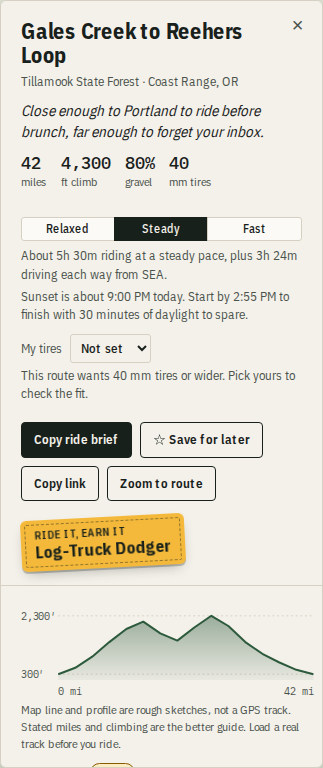 Gales Creek to Reehers
Loop
×
Tillamook State Forest · Coast Range, OR
Close enough to Portland to ride before
brunch, far enough to forget your inbox.
42 4,300 80% 40
miles ft climb gravel mm tires
Relaxed Steady Fast
About 5h 30m riding at a steady pace, plus 3h 24m
driving each way from SEA.
Sunset is about 9:00 PM today. Start by 2:55 PM to
finish with 30 minutes of daylight to spare.
My tires Not set
This route wants 40 mm tires or wider. Pick yours to
check the fit.
Copy ride brief ☆ Save for later
Copy link Zoom to route
RIDE IT, EARN IT
Log-Truck Dodger
2,300′
300′
0 mi 42 mi
Map line and profile are rough sketches, not a GPS track.
Stated miles and climbing are the better guide. Load a real
track before you ride.